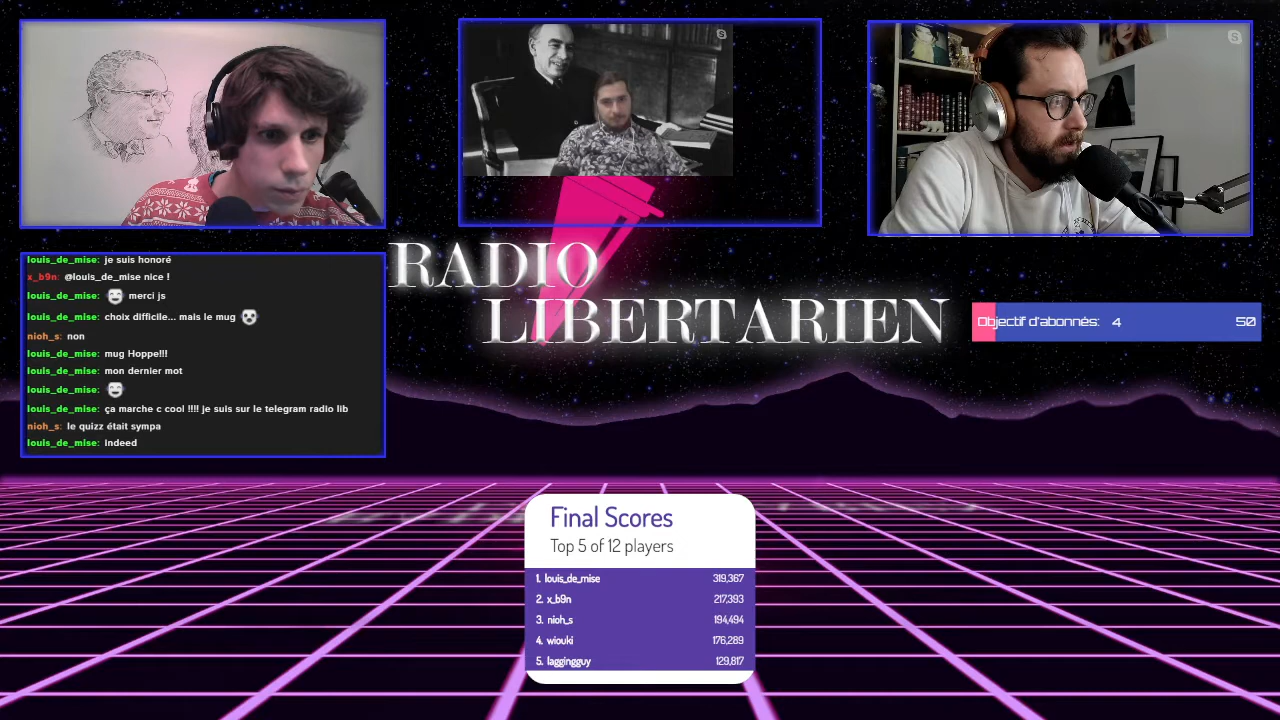 louis_de_mise: je suis honoré
x_b9n: @louis_de_mise nice !
louis_de_mise: merci js
louis_de_mise: choix difficile... mais le mug
nioh_s: non
louis_de_mise: mug Hoppe!!!
louis_de_mise: mon dernier mot
louis_de_mise:
louis_de_mise: ça marche c cool !!!! je suis sur le telegram radio lib
nioh_s: le quizz était sympa
louis_de_mise: indeed
RADIO
LIBERTARIEN
Objectif d'abonnés: 4 50
Final Scores
Top 5 of 12 players
1. louis_de_mise 319,367
2. x_b9n 217,393
3. nioh_s 194,494
4. wiouki 176,289
5. laggingguy 129,817